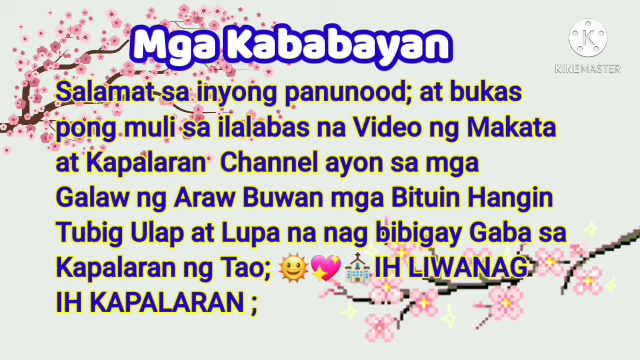 Mga Kababayan
KINEMASTER
Salamat sa inyong panunood; at bukas
pong muli sa ilalabas na Video ng Makata
at Kapalaran Channel ayon sa mga
Galaw ng Araw Buwan mga Bituin Hangin
Tubig Ulap at Lupa na nag bibigay Gaba sa
Kapalaran ng Tao; 🌞💖⛪IH LIWANAG
IH KAPALARAN ;